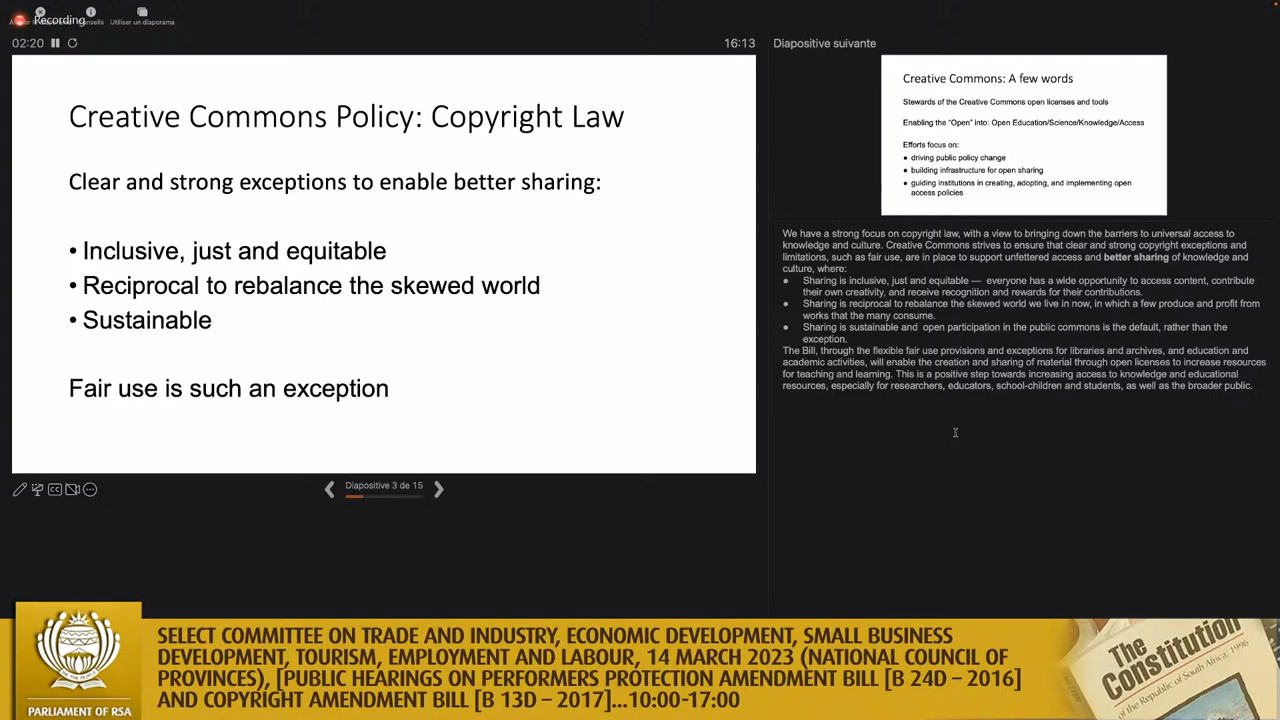 Recording
nseils
Utiliser un diaporama
02:20
16:13
Diapositive suivante
Creative Commons Policy: Copyright Law
Clear and strong exceptions to enable better sharing:
• Inclusive, just and equitable
• Reciprocal to rebalance the skewed world
• Sustainable
Fair use is such an exception
Diapositive 3 de 15
CC
Creative Commons: A few words
Stewards of the Creative Commons open licenses and tools
Enabling the “Open” into: Open Education/Science/Knowledge/Access
Efforts focus on:
● driving public policy change
● building infrastructure for open sharing
● guiding institutions in creating, adopting, and implementing open
access policies
We have a strong focus on copyright law, with a view to bringing down the barriers to universal access to
knowledge and culture. Creative Commons strives to ensure that clear and strong copyright exceptions and
limitations, such as fair use, are in place to support unfettered access and better sharing of knowledge and
culture, where:
● Sharing is inclusive, just and equitable — everyone has a wide opportunity to access content, contribute
their own creativity, and receive recognition and rewards for their contributions.
● Sharing is reciprocal to rebalance the skewed world we live in now, in which a few produce and profit from
works that the many consume.
● Sharing is sustainable and open participation in the public commons is the default, rather than the
exception.
The Bill, through the flexible fair use provisions and exceptions for libraries and archives, and education and
academic activities, will enable the creation and sharing of material through open licenses to increase resources
for teaching and learning. This is a positive step towards increasing access to knowledge and educational
resources, especially for researchers, educators, school-children and students, as well as the broader public.
PARLIAMENT OF RSA
SELECT COMMITTEE ON TRADE AND INDUSTRY, ECONOMIC DEVELOPMENT, SMALL BUSINESS
DEVELOPMENT, TOURISM, EMPLOYMENT AND LABOUR, 14 MARCH 2023 (NATIONAL COUNCIL OF
PROVINCES), [PUBLIC HEARINGS ON PERFORMERS PROTECTION AMENDMENT BILL [B 24D – 2016]
AND COPYRIGHT AMENDMENT BILL [B 13D – 2017]...10:00-17:00
The
Constitution
of the Republic of South Africa, 1996